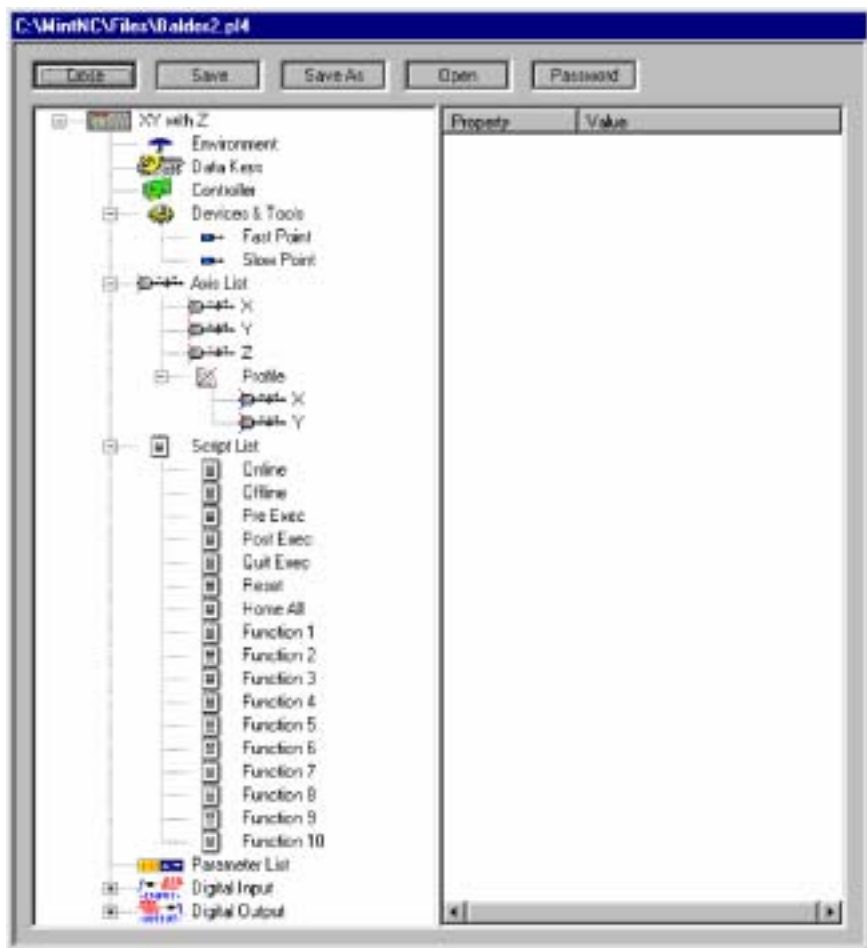 C:\MintNC\Files\Baldor2.pl4
Close Save Save As Open Password
XY with Z
Environment
Data Keys
Controller
Devices & Tools
Fast Point
Slow Point
Axis List
X
Y
Z
Profile
X
Y
Script List
Online
Offline
Pre Exec
Post Exec
Quit Exec
Reset
Home All
Function 1
Function 2
Function 3
Function 4
Function 5
Function 6
Function 7
Function 8
Function 9
Function 10
Parameter List
Digital Input
Digital Output
Property Value